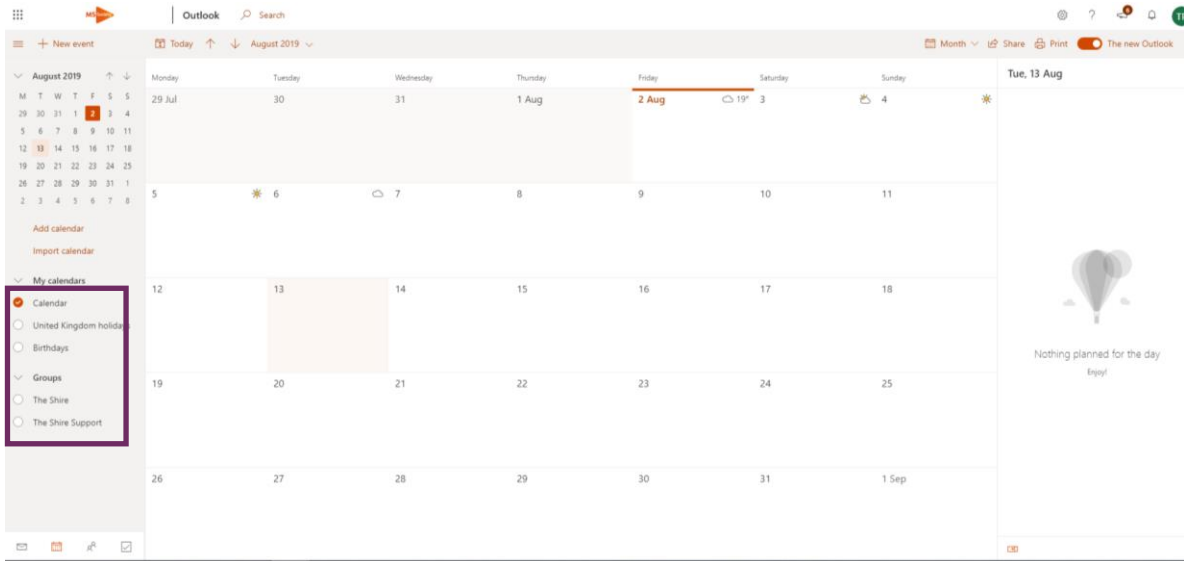 Outlook Search
TI
New event Today August 2019 Month Share Print The new Outlook
August 2019
M T W T F S S
29 30 31 1 2 3 4
5 6 7 8 9 10 11
12 13 14 15 16 17 18
19 20 21 22 23 24 25
26 27 28 29 30 31 1
2 3 4 5 6 7 8
Add calendar
Import calendar
My calendars
Calendar
United Kingdom holidays
Birthdays
Groups
The Shire
The Shire Support
Monday Tuesday Wednesday Thursday Friday Saturday Sunday
29 Jul 30 31 1 Aug 2 Aug 19° 3 4
5 6 7 8 9 10 11
12 13 14 15 16 17 18
19 20 21 22 23 24 25
26 27 28 29 30 31 1 Sep
Tue, 13 Aug
Nothing planned for the day
Enjoy!